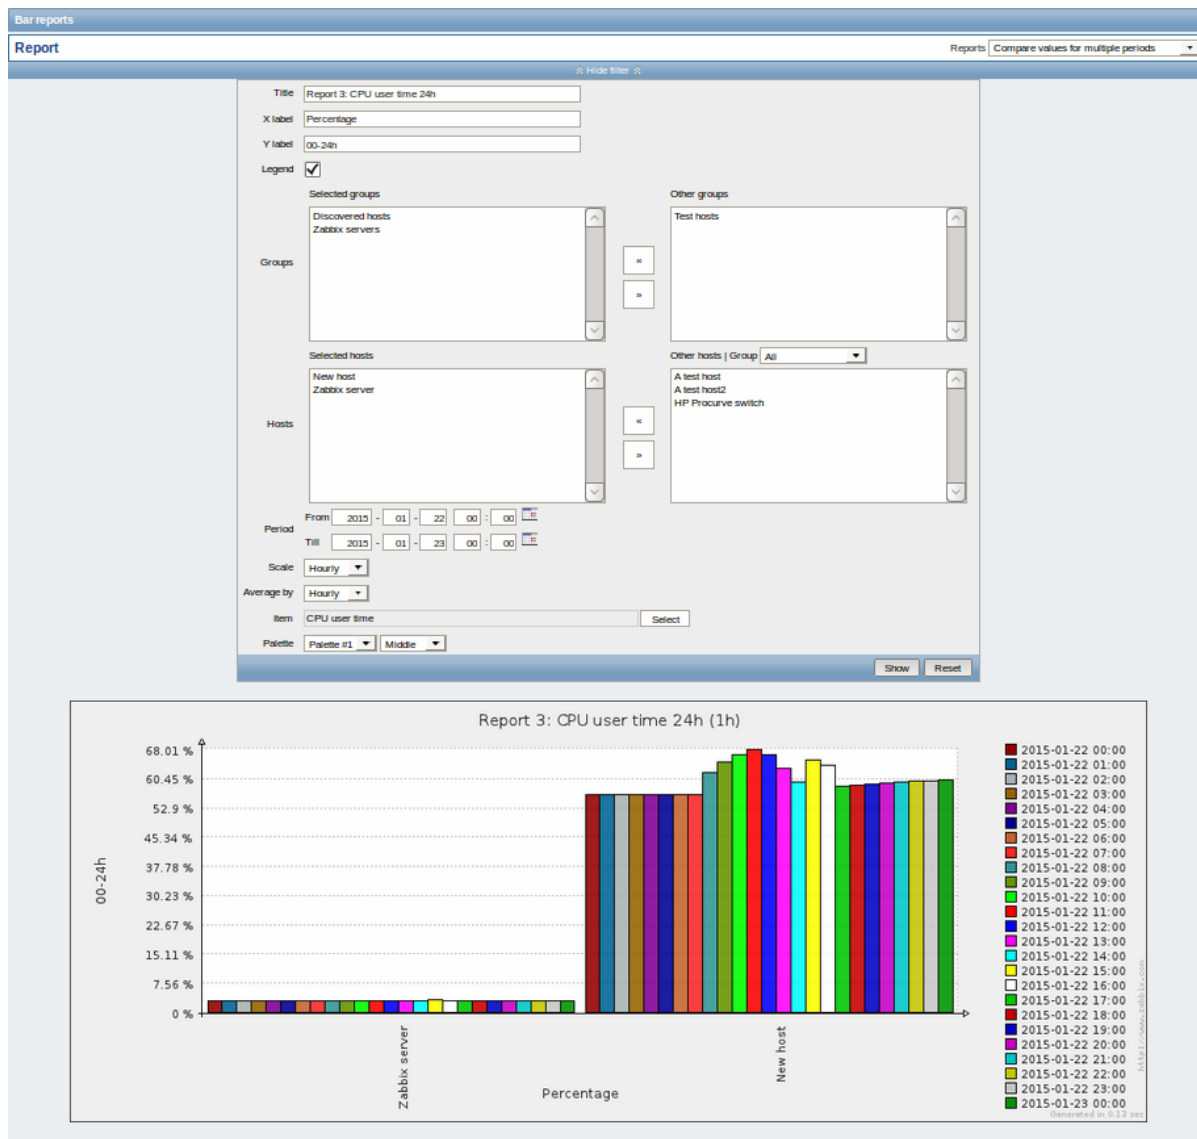 Bar reports
Report
Reports Compare values for multiple periods
Hide filter
Title Report 3: CPU user time 24h
X label Percentage
Y label 00-24h
Legend
Selected groups Other groups
Groups
Discovered hosts
Zabbix servers
«
»
Test hosts
Selected hosts Other hosts | Group All
Hosts
New host
Zabbix server
«
»
A test host
A test host2
HP Procurve switch
Period
From 2015 - 01 - 22 00 : 00
Till 2015 - 01 - 23 00 : 00
Scale Hourly
Average by Hourly
Item CPU user time Select
Palette Palette #1 Middle
Show Reset
Report 3: CPU user time 24h (1h)
68.01 %
60.45 %
52.9 %
45.34 %
37.78 %
30.23 %
22.67 %
15.11 %
7.56 %
0 %
00-24h
Zabbix server
New host
Percentage
2015-01-22 00:00
2015-01-22 01:00
2015-01-22 02:00
2015-01-22 03:00
2015-01-22 04:00
2015-01-22 05:00
2015-01-22 06:00
2015-01-22 07:00
2015-01-22 08:00
2015-01-22 09:00
2015-01-22 10:00
2015-01-22 11:00
2015-01-22 12:00
2015-01-22 13:00
2015-01-22 14:00
2015-01-22 15:00
2015-01-22 16:00
2015-01-22 17:00
2015-01-22 18:00
2015-01-22 19:00
2015-01-22 20:00
2015-01-22 21:00
2015-01-22 22:00
2015-01-22 23:00
2015-01-23 00:00
http://www.zabbix.com
Generated in 0.13 sec